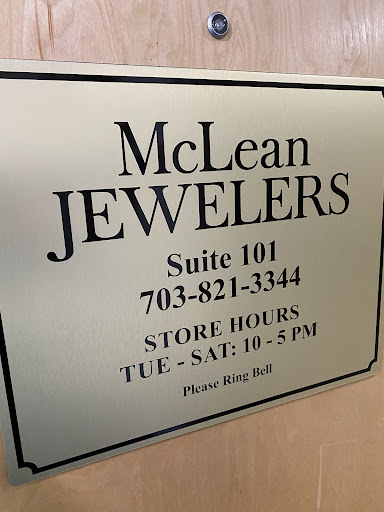 McLean
JEWELERS
Suite 101
703-821-3344
STORE HOURS
TUE - SAT: 10 - 5 PM
Please Ring Bell